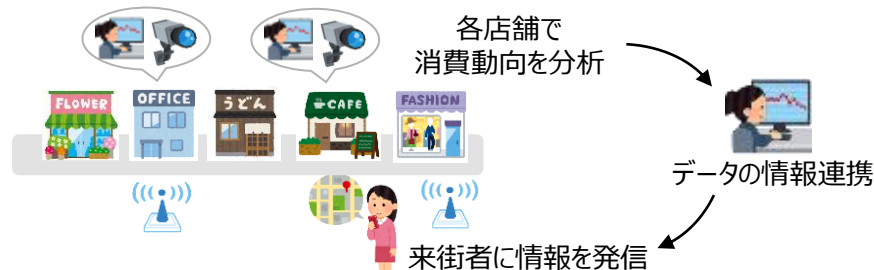 各店舗で
消費動向を分析
FLOWER
OFFICE
うどん
CAFE
FASHION
データの情報連携
来街者に情報を発信